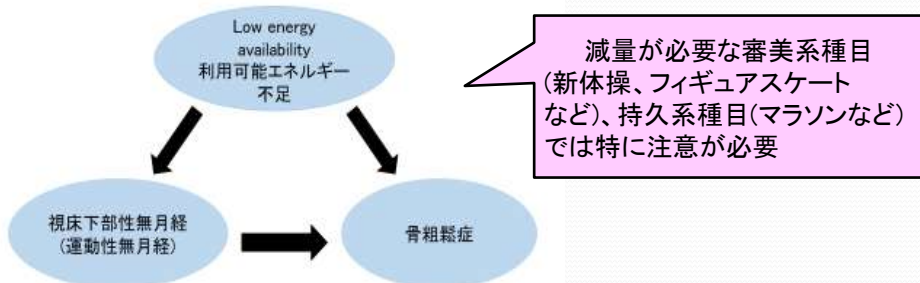 Low energy
availability
利用可能エネルギー
不足
減量が必要な審美系種目
(新体操、フィギュアスケート
など)、持久系種目(マラソンなど)
では特に注意が必要
視床下部性無月経
(運動性無月経)
骨粗鬆症